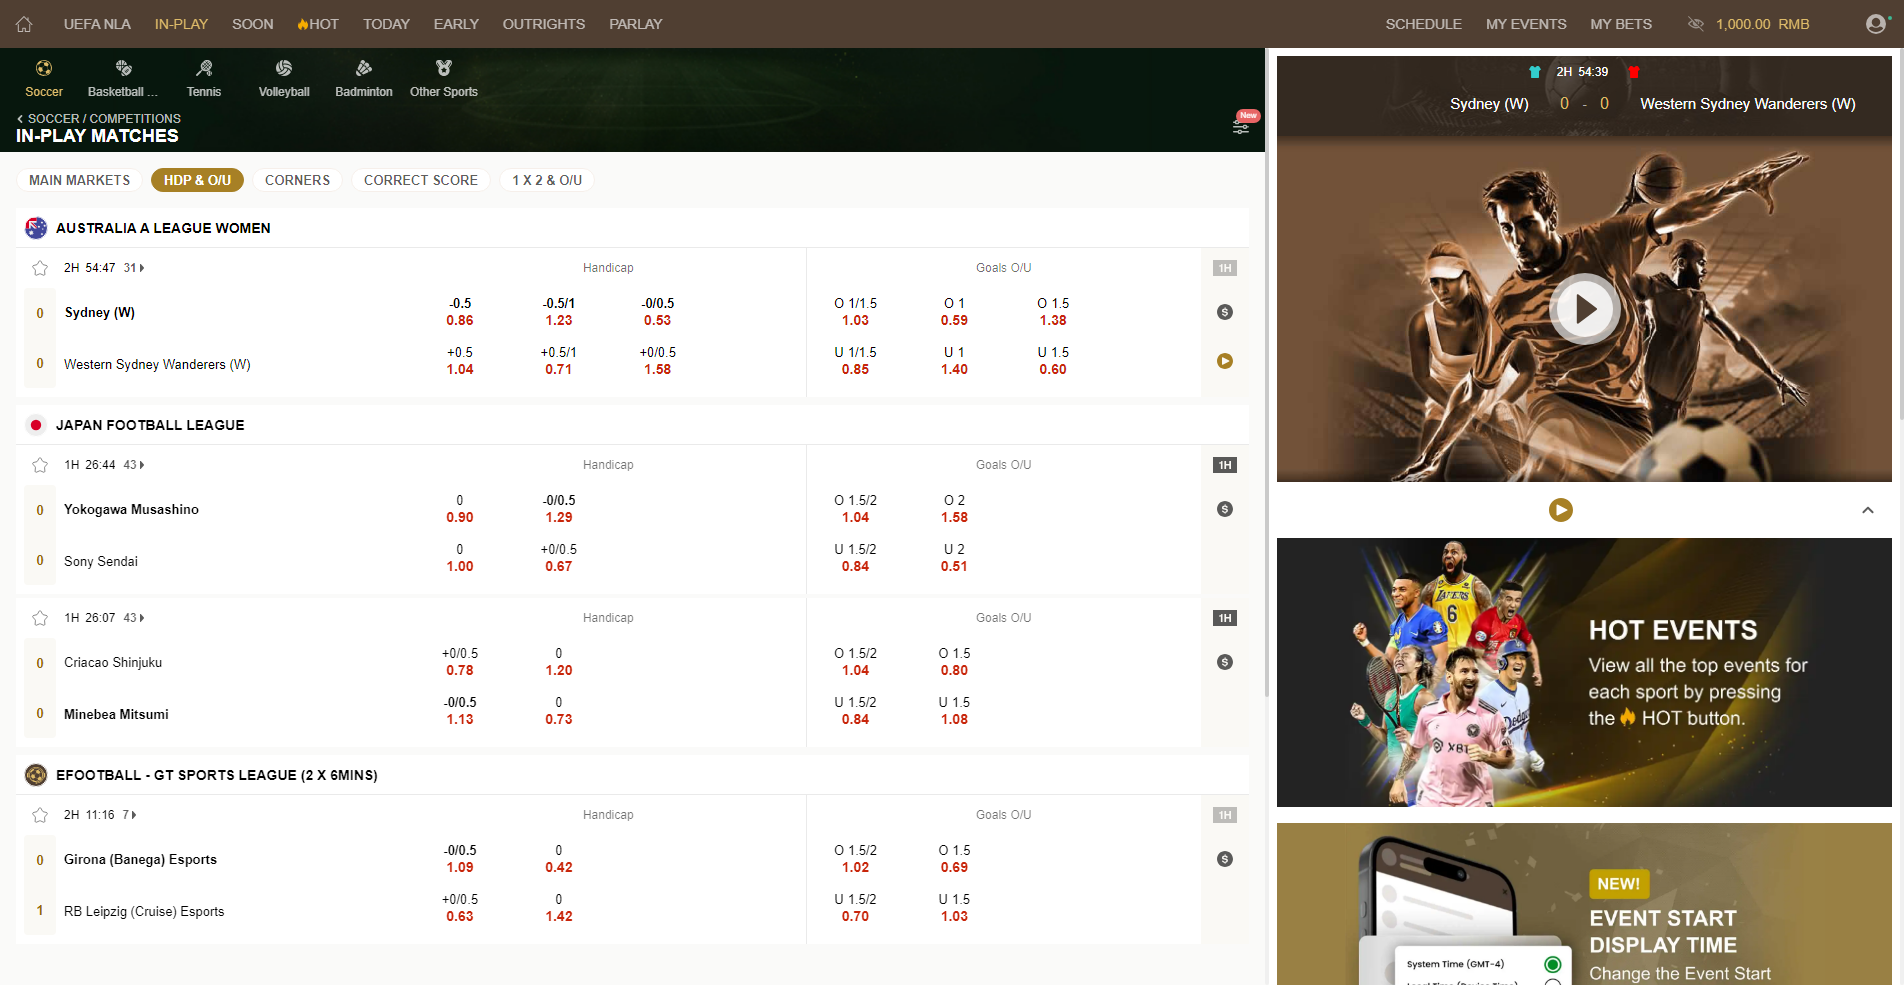 UEFA NLA IN-PLAY SOON HOT TODAY EARLY OUTRIGHTS PARLAY SCHEDULE MY EVENTS MY BETS 1,000.00 RMB
Soccer Basketball ... Tennis Volleyball Badminton Other Sports
SOCCER / COMPETITIONS
IN-PLAY MATCHES
New
MAIN MARKETS HDP & O/U CORNERS CORRECT SCORE 1 X 2 & O/U
AUSTRALIA A LEAGUE WOMEN
2H 54:47 31 Handicap Goals O/U 1H
-0.5 -0.5/1 -0/0.5 O 1/1.5 O 1 O 1.5
0 Sydney (W) 0.86 1.23 0.53 1.03 0.59 1.38
+0.5 +0.5/1 +0/0.5 U 1/1.5 U 1 U 1.5
0 Western Sydney Wanderers (W) 1.04 0.71 1.58 0.85 1.40 0.60
JAPAN FOOTBALL LEAGUE
1H 26:44 43 Handicap Goals O/U 1H
0 -0/0.5 O 1.5/2 O 2
0 Yokogawa Musashino 0.90 1.29 1.04 1.58
0 +0/0.5 U 1.5/2 U 2
0 Sony Sendai 1.00 0.67 0.84 0.51
1H 26:07 43 Handicap Goals O/U 1H
+0/0.5 0 O 1.5/2 O 1.5
0 Criacao Shinjuku 0.78 1.20 1.04 0.80
-0/0.5 0 U 1.5/2 U 1.5
0 Minebea Mitsumi 1.13 0.73 0.84 1.08
EFOOTBALL - GT SPORTS LEAGUE (2 X 6MINS)
2H 11:16 7 Handicap Goals O/U 1H
-0/0.5 0 O 1.5/2 O 1.5
0 Girona (Banega) Esports 1.09 0.42 1.02 0.69
+0/0.5 0 U 1.5/2 U 1.5
1 RB Leipzig (Cruise) Esports 0.63 1.42 0.70 1.03
2H 54:39
Sydney (W) 0 - 0 Western Sydney Wanderers (W)
LAKERS
6
Dodgers
HOT EVENTS
View all the top events for
each sport by pressing
the HOT button.
NEW!
EVENT START
DISPLAY TIME
Change the Event Start
System Time (GMT-4)